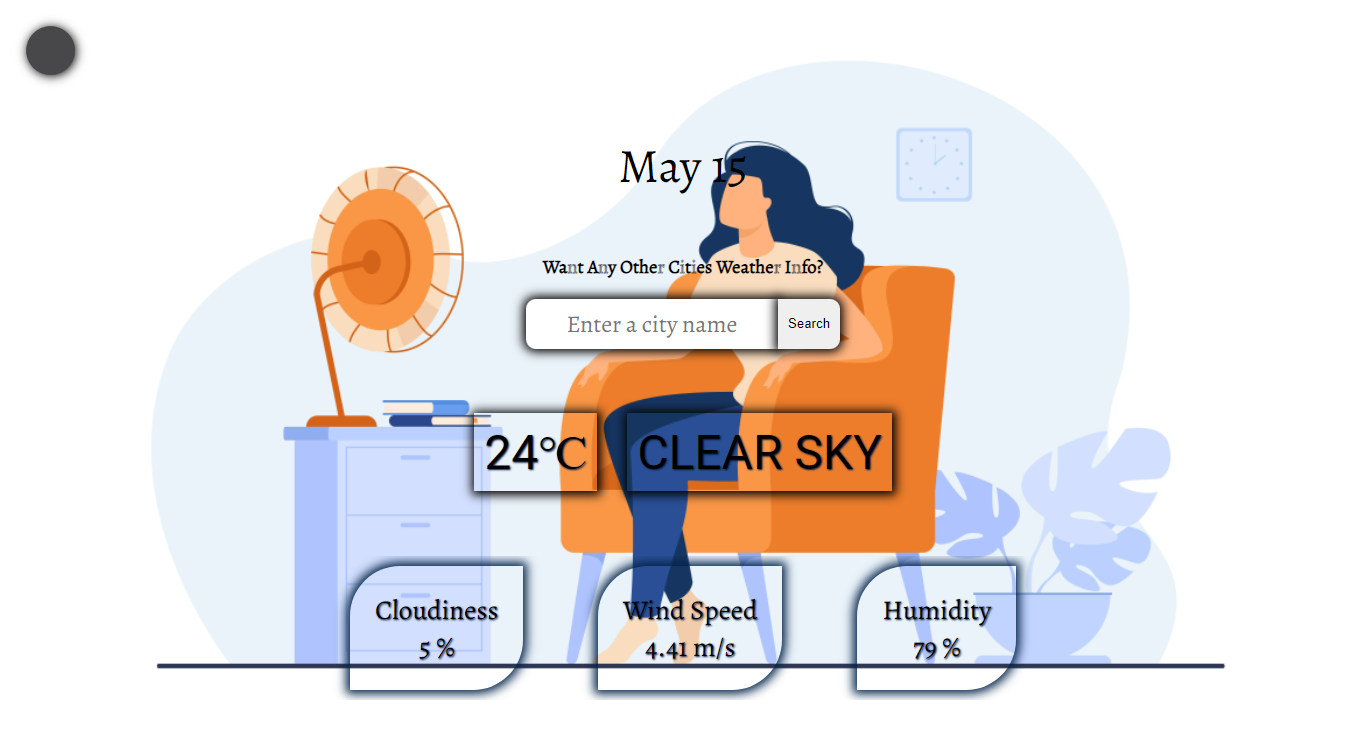 May 15
Want Any Other Cities Weather Info?
Enter a city name
Search
24°C
CLEAR SKY
Cloudiness
5 %
Wind Speed
4.41 m/s
Humidity
79 %